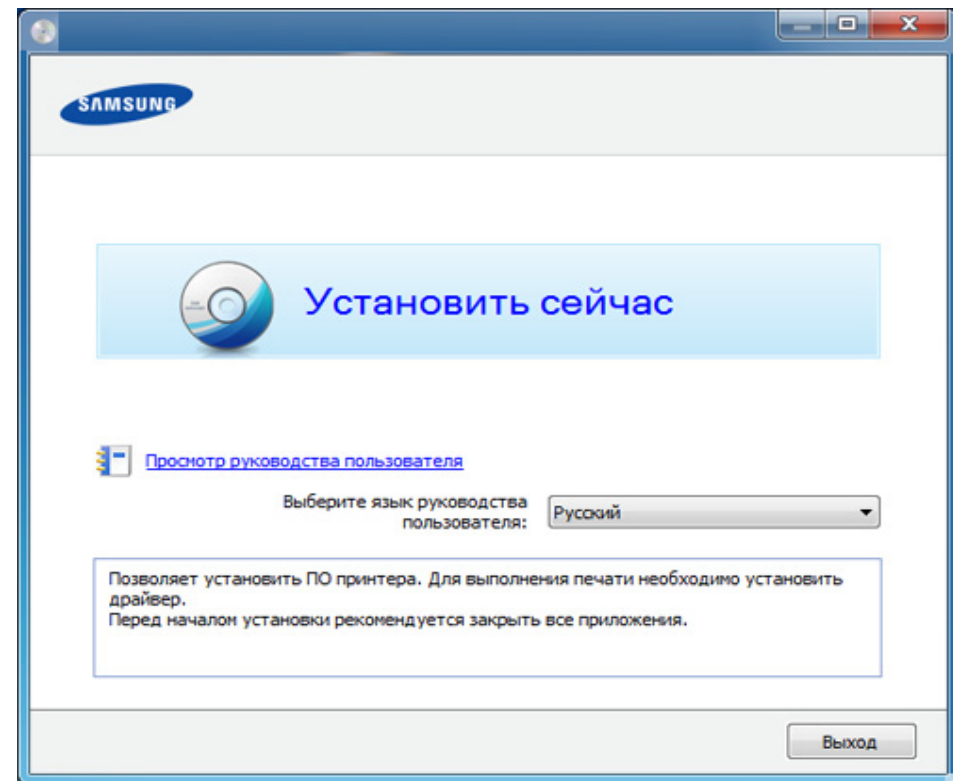 SAMSUNG
Установить сейчас
Просмотр руководства пользователя
Выберите язык руководства
пользователя:
Русский
Позволяет установить ПО принтера. Для выполнения печати необходимо установить
драйвер.
Перед началом установки рекомендуется закрыть все приложения.
Выход